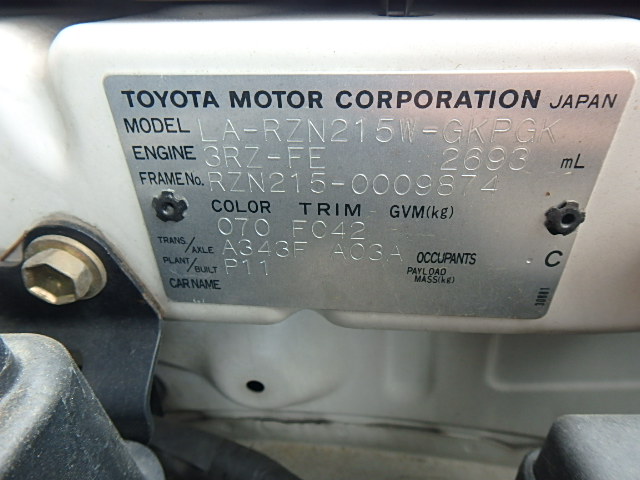 TOYOTA MOTOR CORPORATION JAPAN
MODEL LA-RZN215W-GKPGK
ENGINE 3RZ-FE 2693 mL
FRAME No. RZN215-0009874
COLOR TRIM GVM(kg)
070 FC42
TRANS/AXLE A343F A03A OCCUPANTS C
PLANT/BUILT P11 PAYLOAD MASS(kg)
CAR NAME